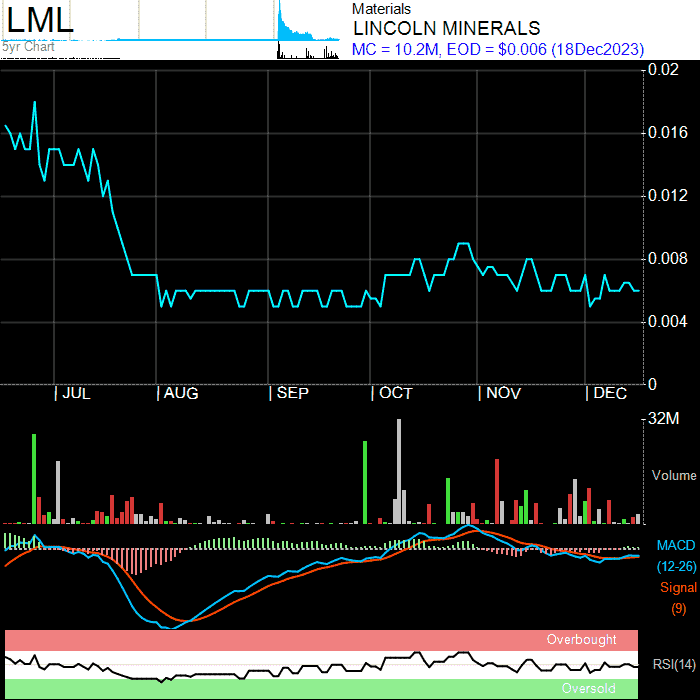 LML
5yr Chart
Materials
LINCOLN MINERALS
MC = 10.2M, EOD = $0.006 (18Dec2023)
0.02
0.016
0.012
0.008
0.004
0
JUL AUG SEP OCT NOV DEC
32M
Volume
MACD
(12-26)
Signal
(9)
Overbought
RSI(14)
Oversold